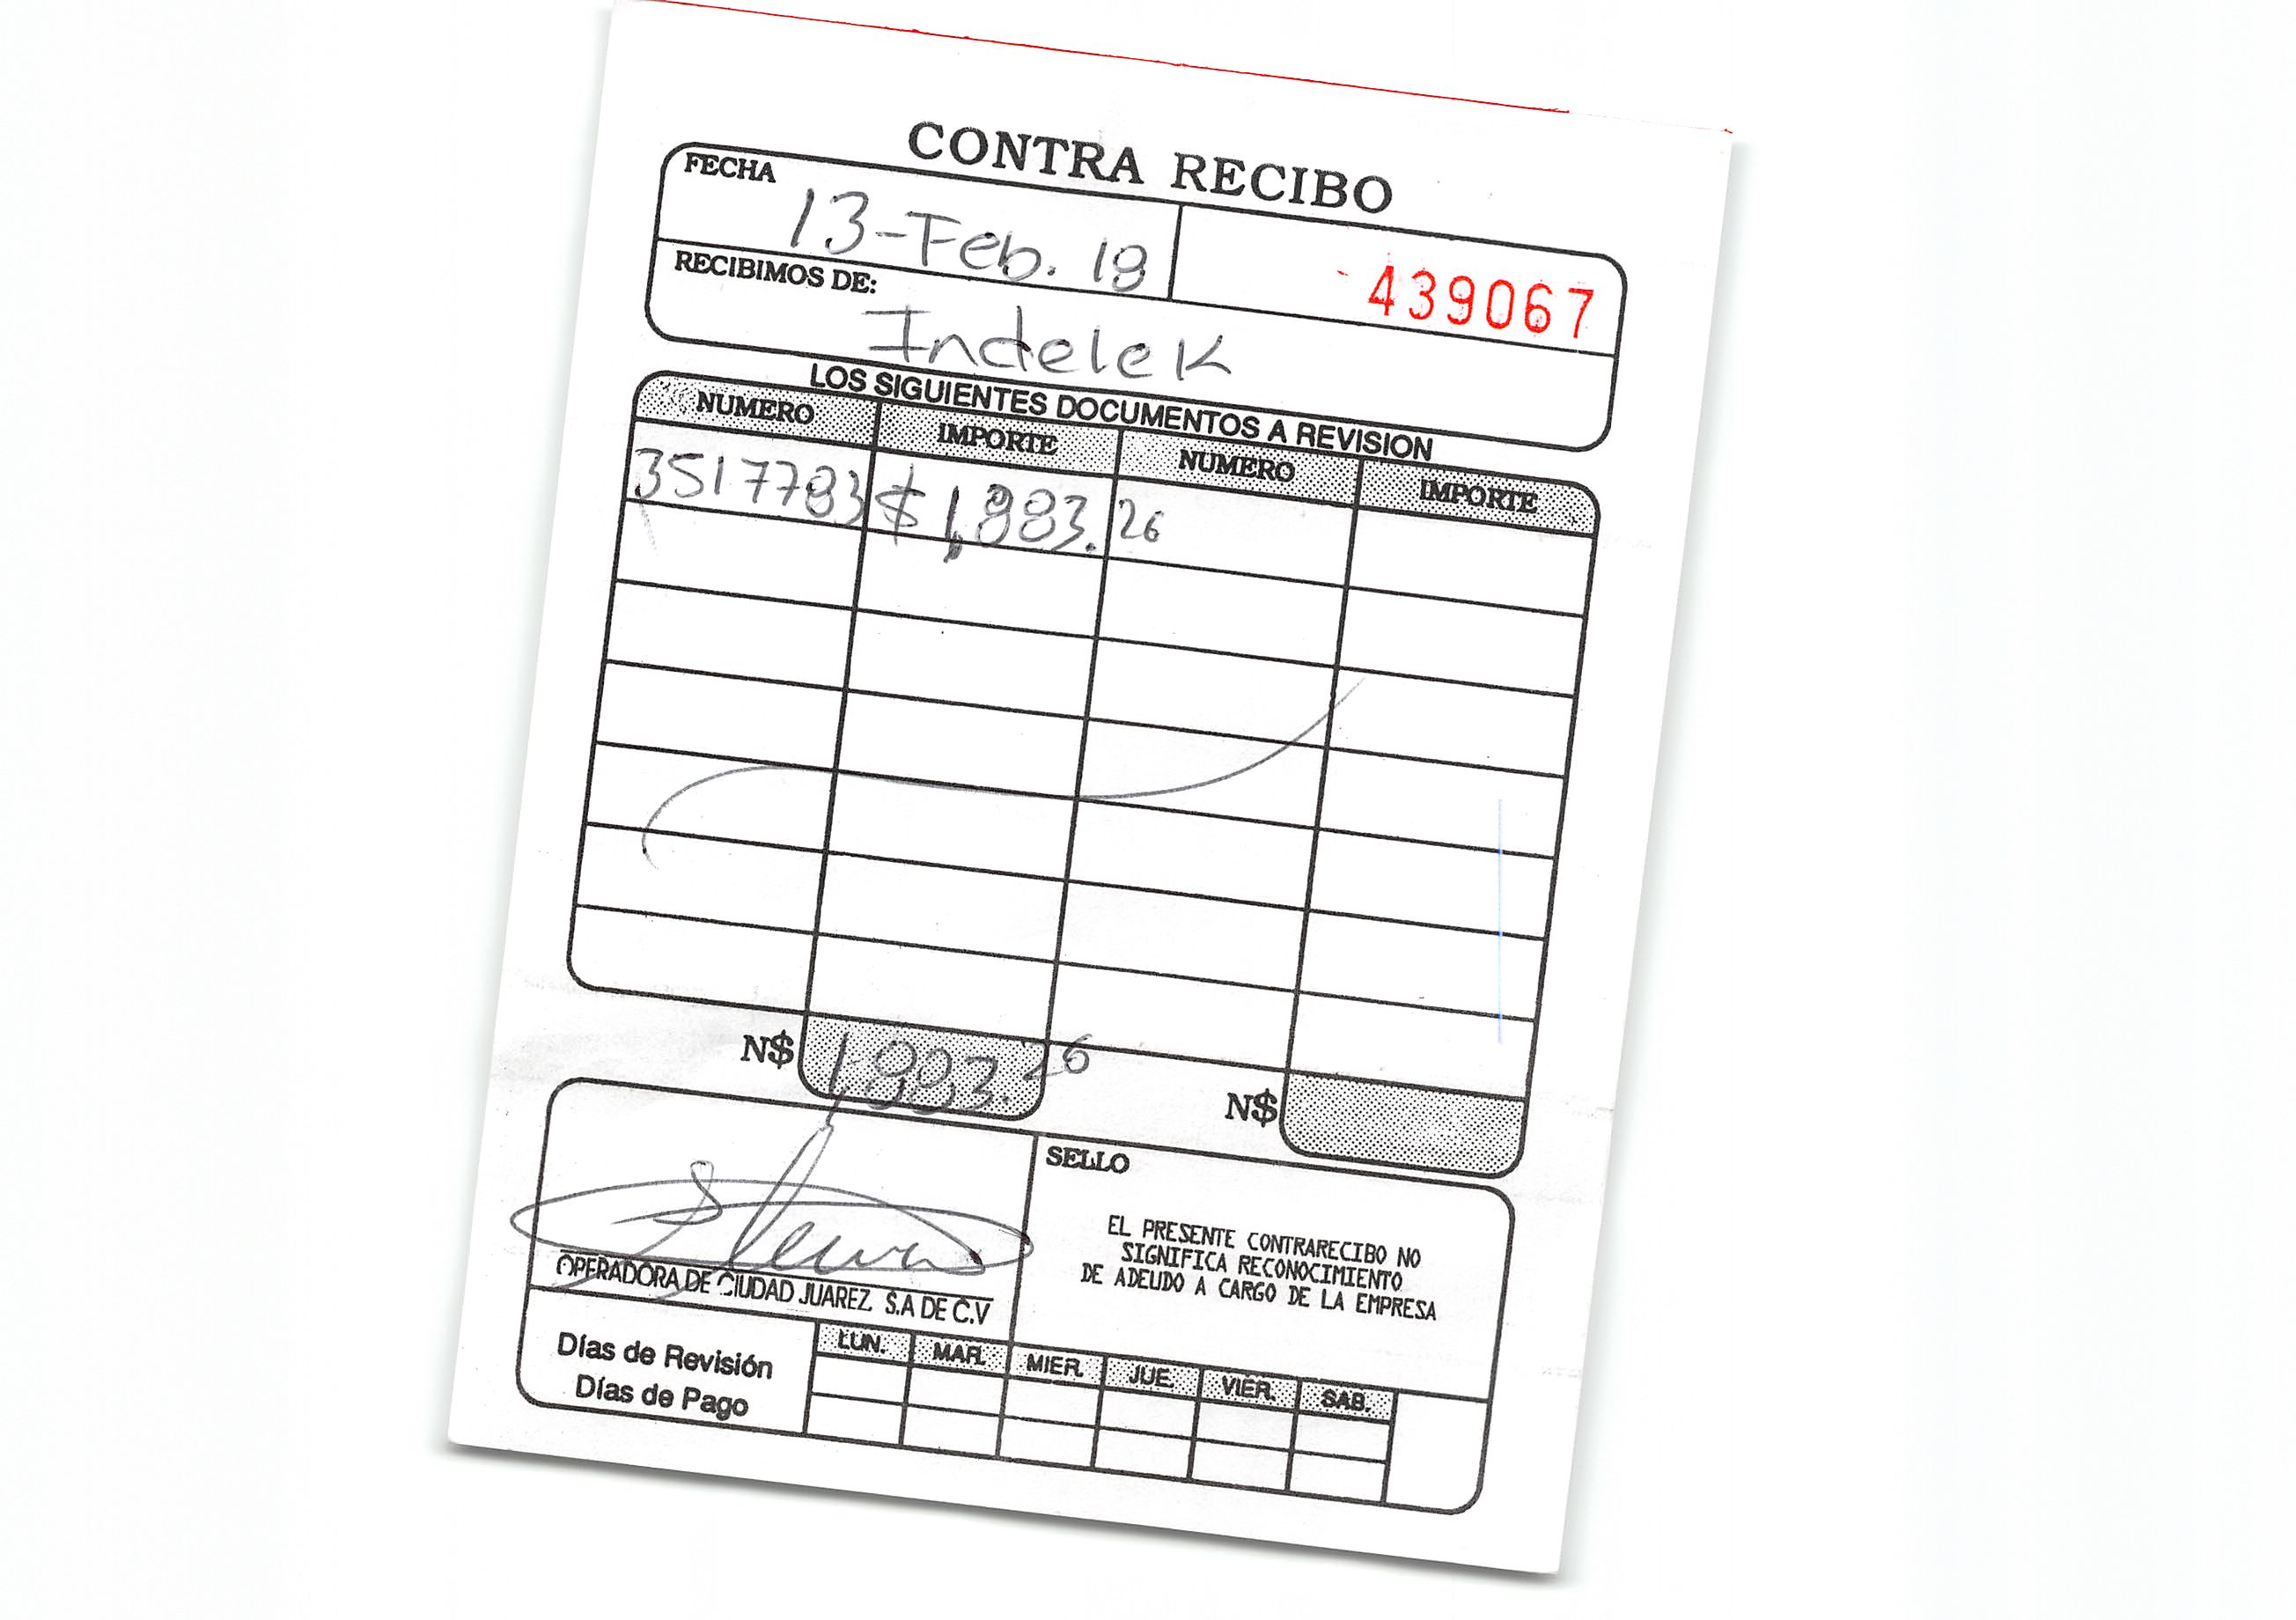 CONTRA RECIBO
FECHA
13-Feb. 18
439067
RECIBIMOS DE:
Indelek
LOS SIGUIENTES DOCUMENTOS A REVISION
NUMERO IMPORTE NUMERO IMPORTE
3517783 $1,883.26
N$ 1,883.26 N$
SELLO
EL PRESENTE CONTRARECIBO NO
SIGNIFICA RECONOCIMIENTO
DE ADEUDO A CARGO DE LA EMPRESA
OPERADORA DE CIUDAD JUAREZ, S.A DE C.V
LUN. MAR. MIER. JUE. VIER. SAB.
Días de Revisión
Días de Pago